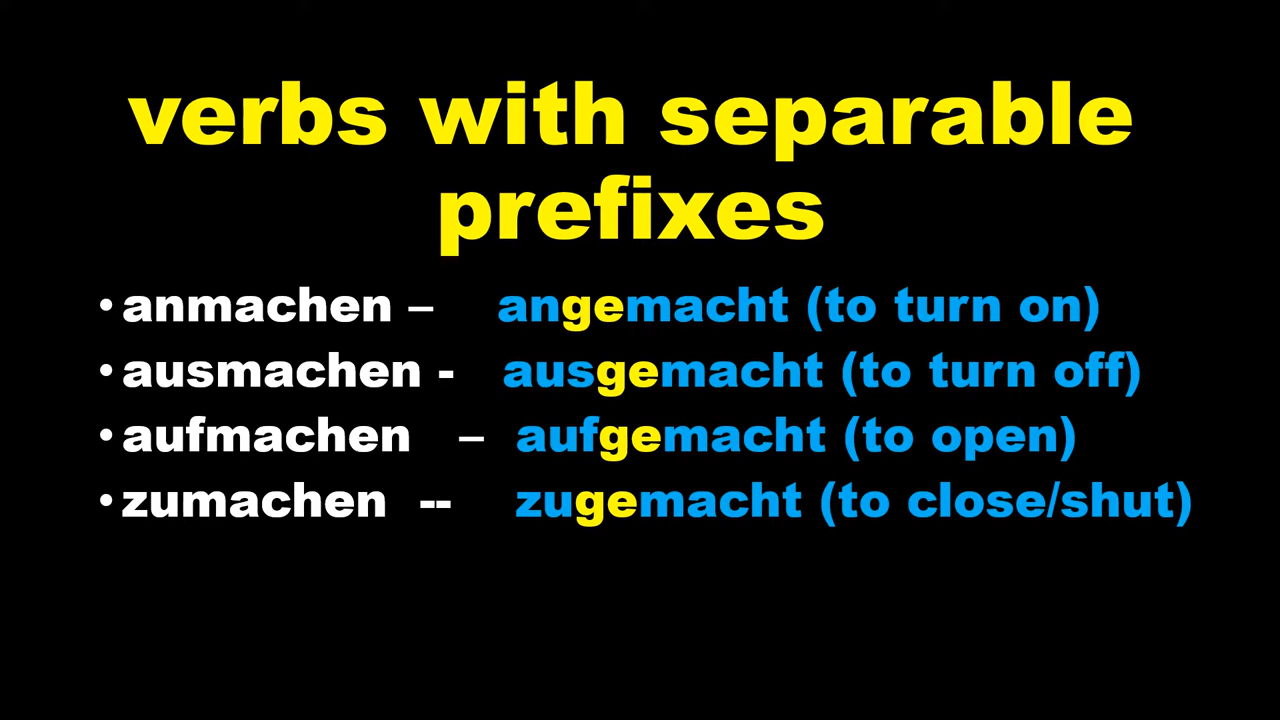 verbs with separable
prefixes
• anmachen – angemacht (to turn on)
• ausmachen - ausgemacht (to turn off)
• aufmachen – aufgemacht (to open)
• zumachen -- zugemacht (to close/shut)